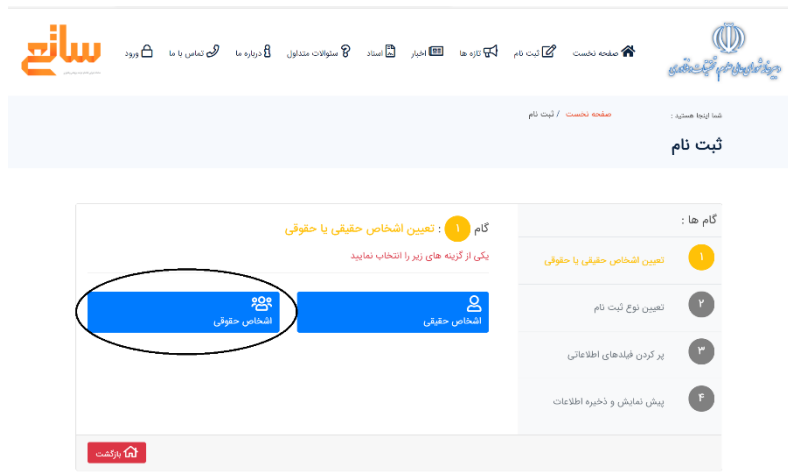 صفحه نخست ثبت نام تازه ها اخبار اسناد سئوالات متداول درباره ما تماس با ما ورود
ساتع
شما اینجا هستید :
صفحه نخست / ثبت نام
ثبت نام
گام ها :
۱ تعیین اشخاص حقیقی یا حقوقی
۲ تعیین نوع ثبت نام
۳ پر کردن فیلدهای اطلاعاتی
۴ پیش نمایش و ذخیره اطلاعات
گام ۱ : تعیین اشخاص حقیقی یا حقوقی
یکی از گزینه های زیر را انتخاب نمایید
اشخاص حقیقی
اشخاص حقوقی
بازگشت